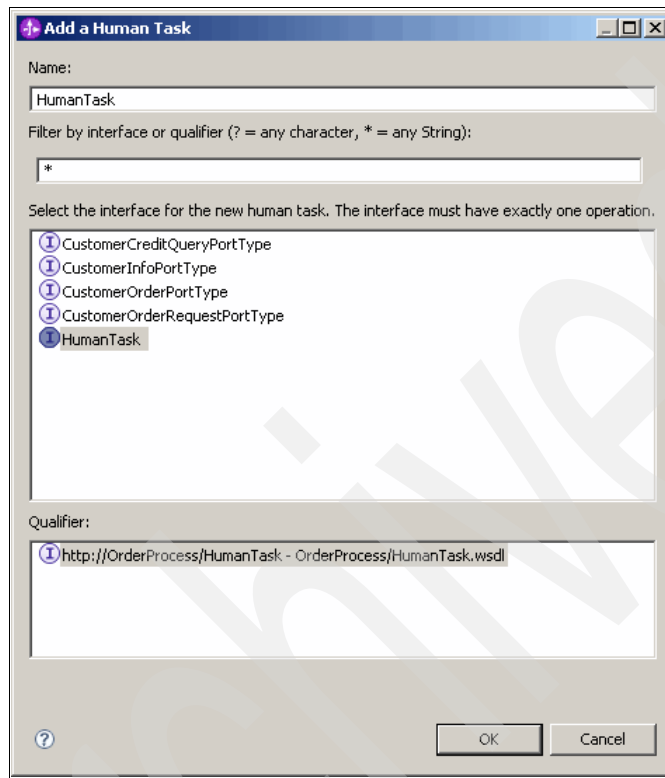 Add a Human Task
Name:
HumanTask
Filter by interface or qualifier (? = any character, * = any String):
*
Select the interface for the new human task. The interface must have exactly one operation.
CustomerCreditQueryPortType
CustomerInfoPortType
CustomerOrderPortType
CustomerOrderRequestPortType
HumanTask
Qualifier:
http://OrderProcess/HumanTask - OrderProcess/HumanTask.wsdl
OK Cancel